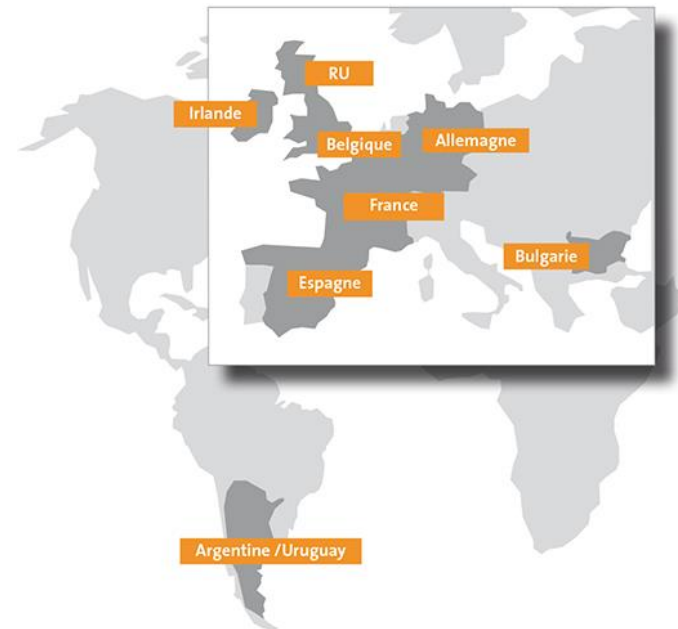 RU
Irlande
Belgique
Allemagne
France
Bulgarie
Espagne
Argentine /Uruguay